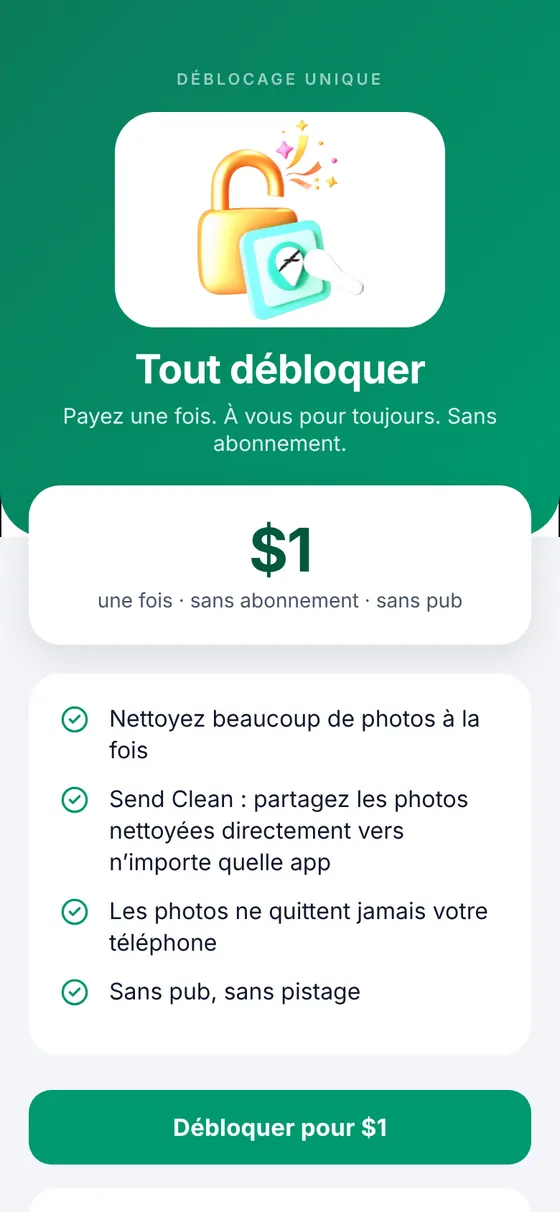 DÉBLOCAGE UNIQUE
Tout débloquer
Payez une fois. À vous pour toujours. Sans
abonnement.
$1
une fois · sans abonnement · sans pub
Nettoyez beaucoup de photos à la
fois
Send Clean : partagez les photos
nettoyées directement vers
n’importe quelle app
Les photos ne quittent jamais votre
téléphone
Sans pub, sans pistage
Débloquer pour $1